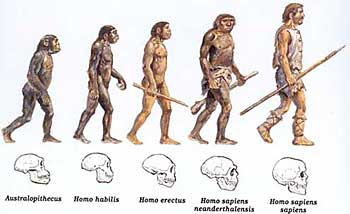 Australopithecus
Homo habilis
Homo erectus
Homo sapiens
neanderthalensis
Homo sapiens
sapiens